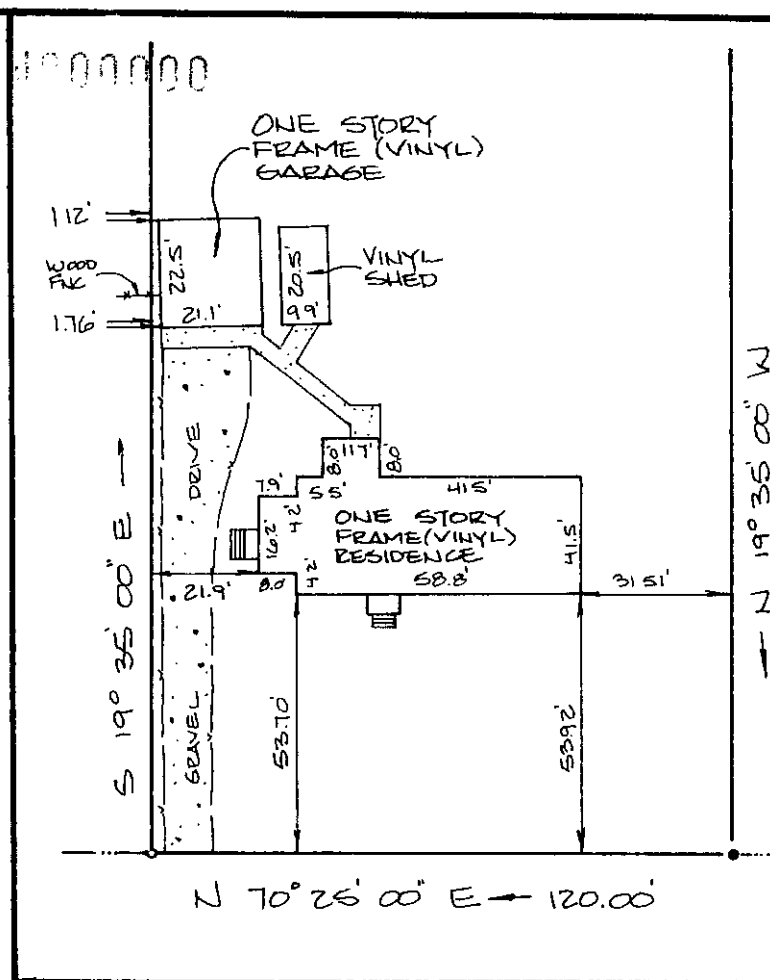 ONE STORY
FRAME (VINYL)
GARAGE
1.12'
22.5'
WOOD
FNC
21.1'
1.76'
20.5'
9.9'
VINYL
SHED
DRIVE
GRAVEL
8.0'
11.7'
8.0'
7.9'
5.5'
41.5'
4.2'
16.2'
ONE STORY
FRAME (VINYL)
RESIDENCE
41.5'
21.9'
8.0'
4.2'
58.8'
31.51'
53.70'
53.92'
S 19° 35' 00" E
N 19° 35' 00" W
N 70° 25' 00" E 120.00'